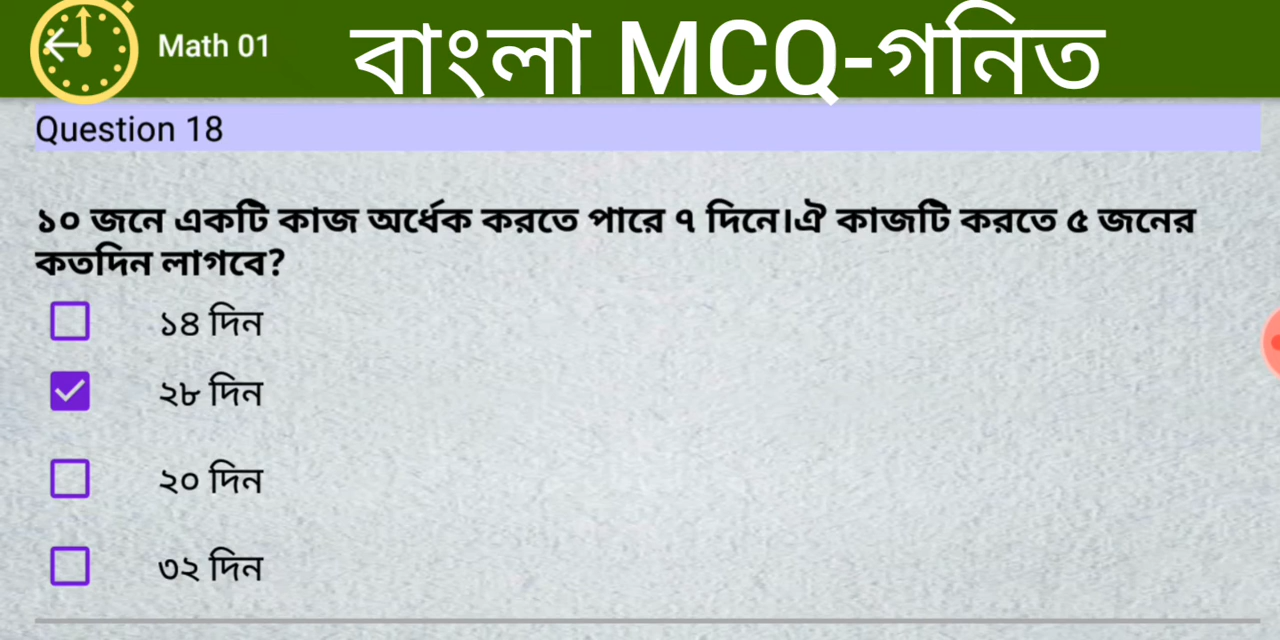 Math 01
বাংলা MCQ-গনিত
Question 18
১০ জনে একটি কাজ অর্ধেক করতে পারে ৭ দিনে।ঐ কাজটি করতে ৫ জনের
কতদিন লাগবে?
১৪ দিন
২৮ দিন
২০ দিন
৩২ দিন